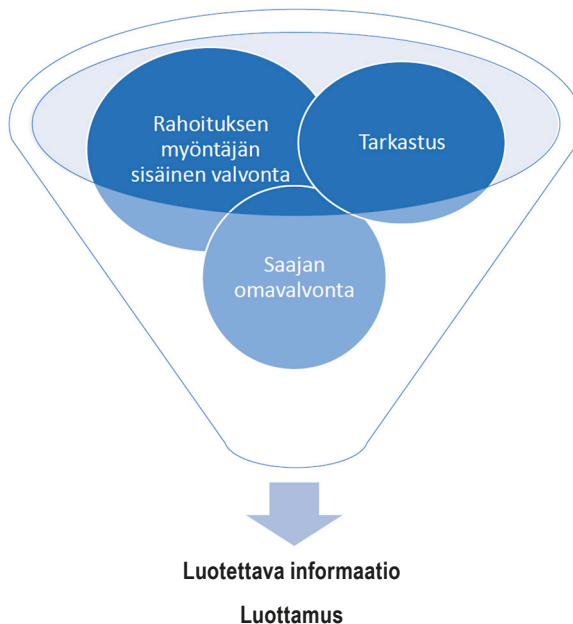 Rahoituksen
myöntäjän
sisäinen valvonta
Tarkastus
Saajan
omavalvonta
Luotettava informaatio
Luottamus